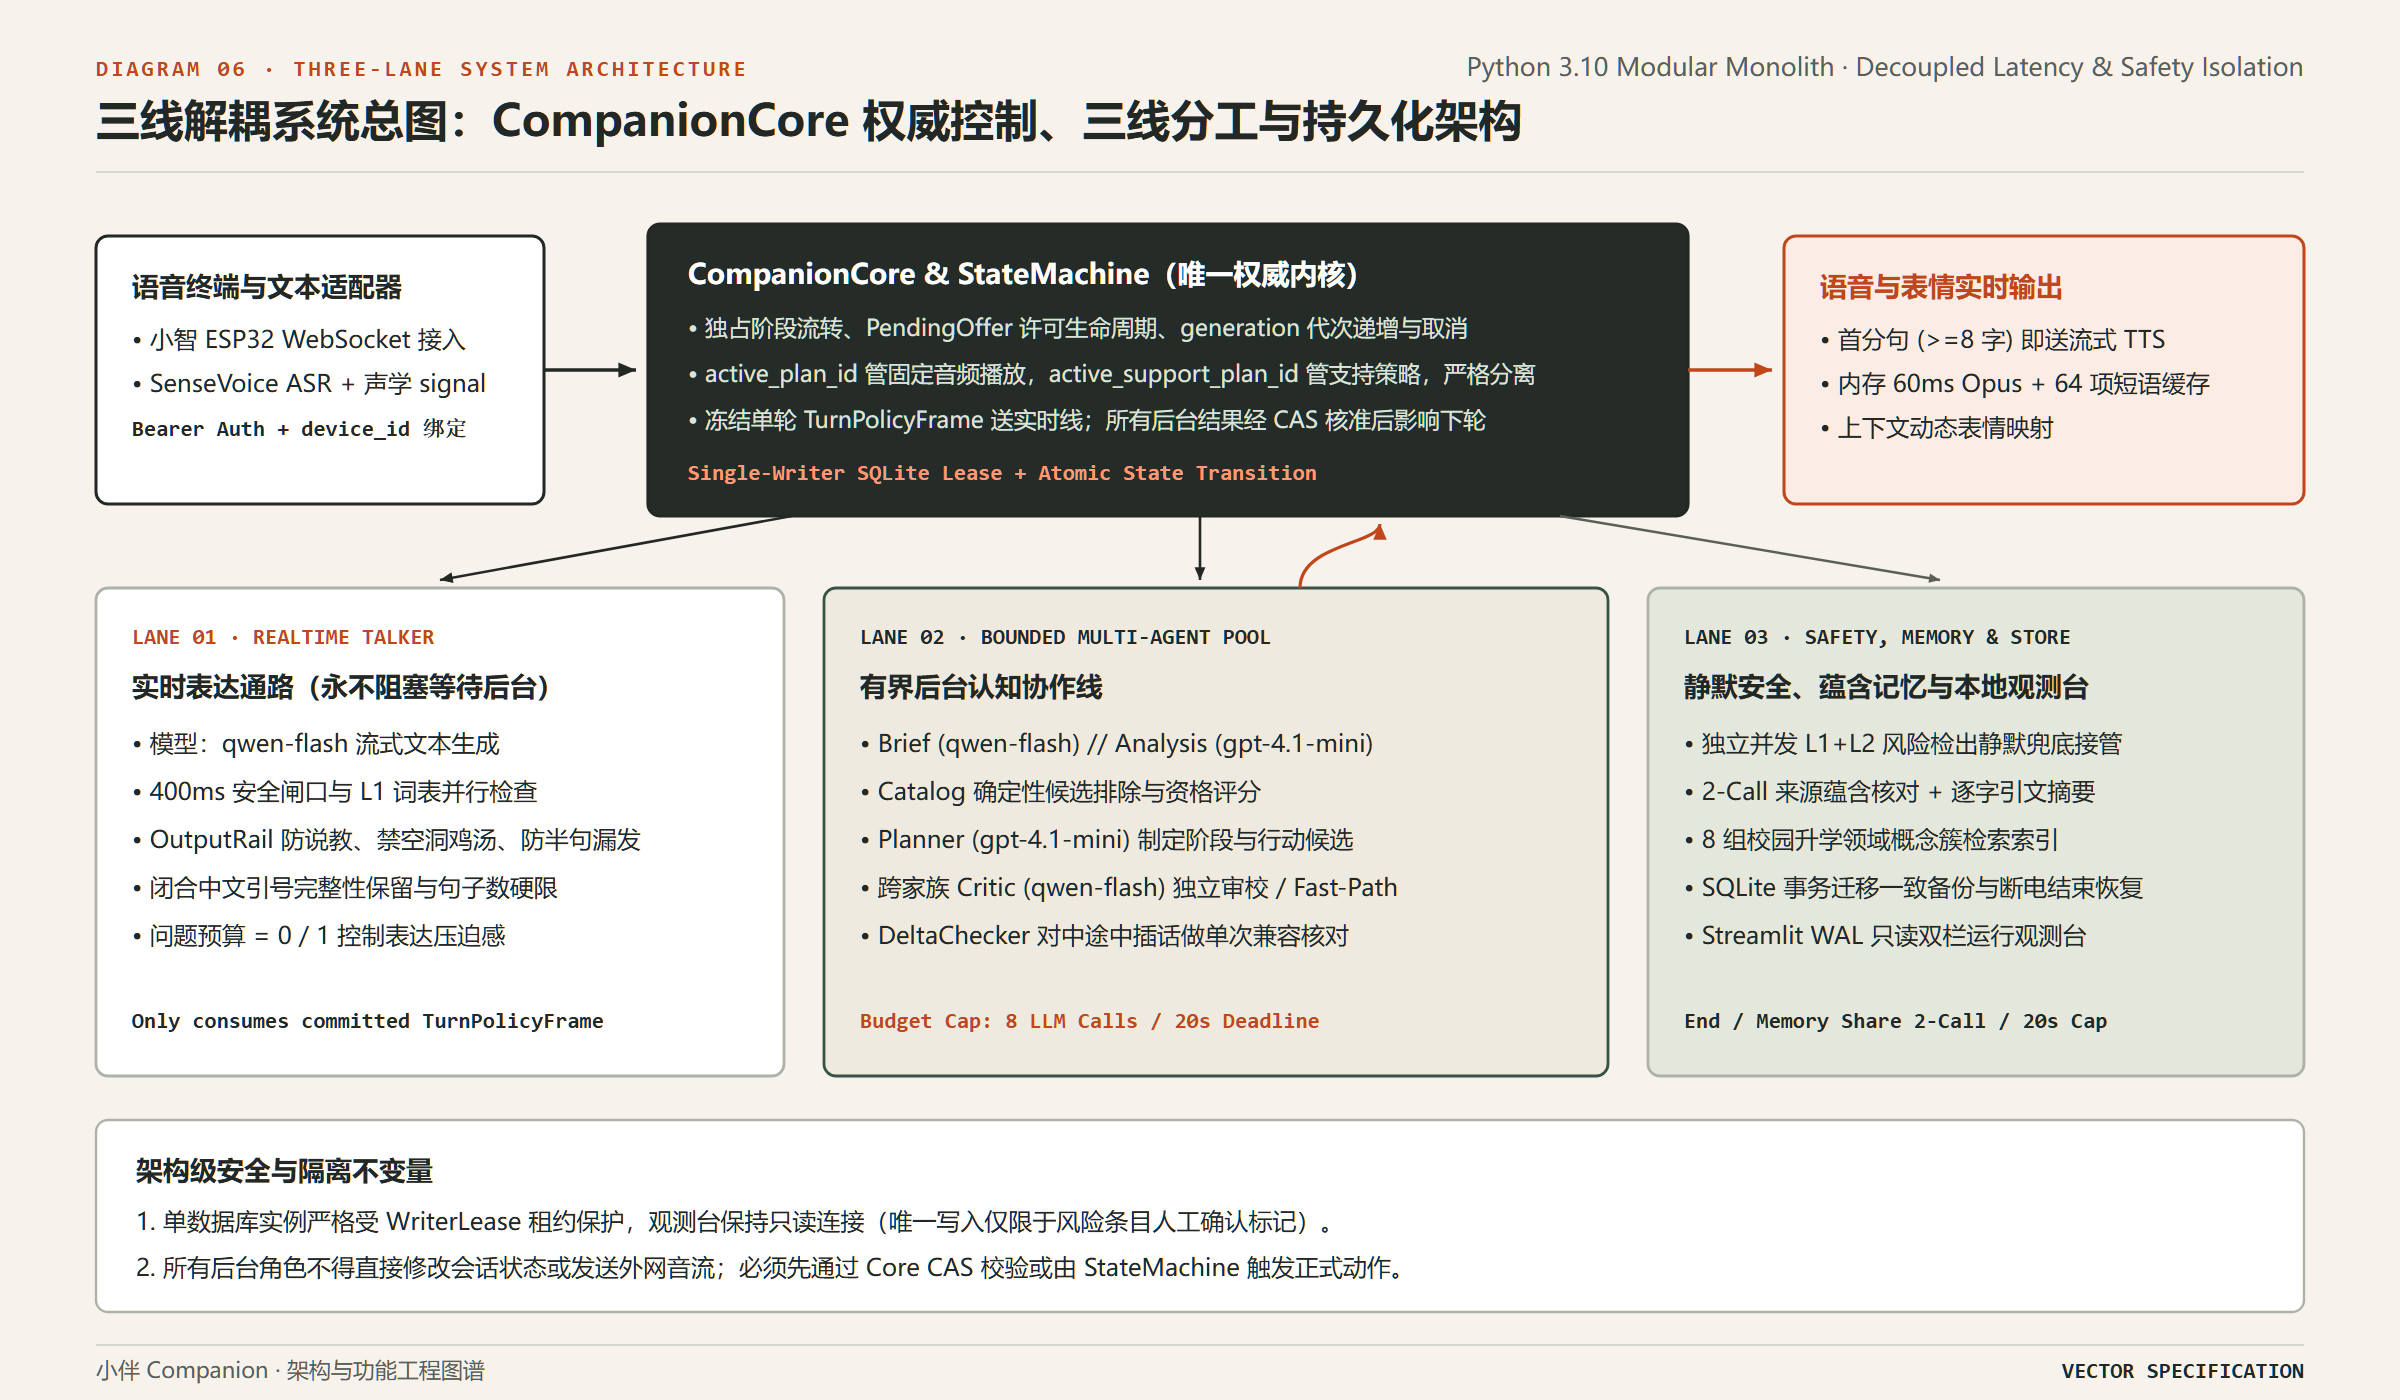 DIAGRAM 06 · THREE-LANE SYSTEM ARCHITECTURE
Python 3.10 Modular Monolith · Decoupled Latency & Safety Isolation
三线解耦系统总图：CompanionCore 权威控制、三线分工与持久化架构
语音终端与文本适配器
• 小智 ESP32 WebSocket 接入
• SenseVoice ASR + 声学 signal
Bearer Auth + device_id 绑定
CompanionCore & StateMachine（唯一权威内核）
• 独占阶段流转、PendingOffer 许可生命周期、generation 代次递增与取消
• active_plan_id 管固定音频播放，active_support_plan_id 管支持策略，严格分离
• 冻结单轮 TurnPolicyFrame 送实时线；所有后台结果经 CAS 核准后影响下轮
Single-Writer SQLite Lease + Atomic State Transition
语音与表情实时输出
• 首分句 (>=8 字) 即送流式 TTS
• 内存 60ms Opus + 64 项短语缓存
• 上下文动态表情映射
LANE 01 · REALTIME TALKER
实时表达通路（永不阻塞等待后台）
• 模型：qwen-flash 流式文本生成
• 400ms 安全闸口与 L1 词表并行检查
• OutputRail 防说教、禁空洞鸡汤、防半句漏发
• 闭合中文引号完整性保留与句子数硬限
• 问题预算 = 0 / 1 控制表达压迫感
Only consumes committed TurnPolicyFrame
LANE 02 · BOUNDED MULTI-AGENT POOL
有界后台认知协作线
• Brief (qwen-flash) // Analysis (gpt-4.1-mini)
• Catalog 确定性候选排除与资格评分
• Planner (gpt-4.1-mini) 制定阶段与行动候选
• 跨家族 Critic (qwen-flash) 独立审校 / Fast-Path
• DeltaChecker 对中途中插话做单次兼容核对
Budget Cap: 8 LLM Calls / 20s Deadline
LANE 03 · SAFETY, MEMORY & STORE
静默安全、蕴含记忆与本地观测台
• 独立并发 L1+L2 风险检出静默兜底接管
• 2-Call 来源蕴含核对 + 逐字引文摘要
• 8 组校园升学领域概念簇检索索引
• SQLite 事务迁移一致备份与断电结束恢复
• Streamlit WAL 只读双栏运行观测台
End / Memory Share 2-Call / 20s Cap
架构级安全与隔离不变量
1. 单数据库实例严格受 WriterLease 租约保护，观测台保持只读连接（唯一写入仅限于风险条目人工确认标记）。
2. 所有后台角色不得直接修改会话状态或发送外网音流；必须先通过 Core CAS 校验或由 StateMachine 触发正式动作。
小伴 Companion · 架构与功能工程图谱
VECTOR SPECIFICATION